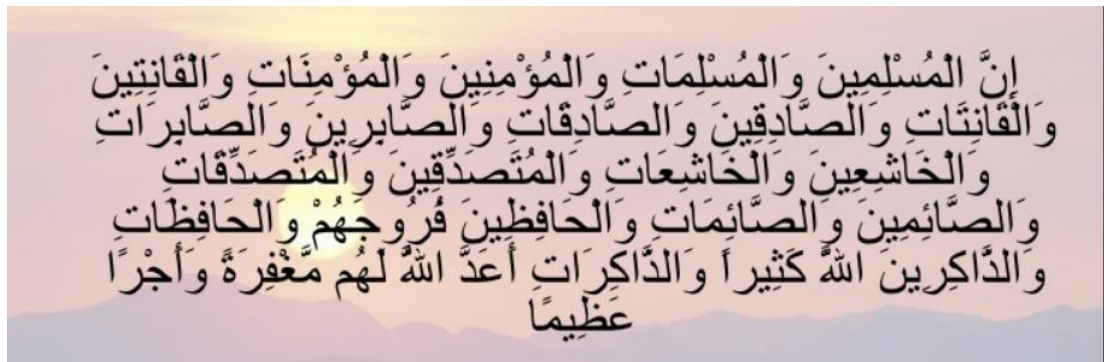 إِنَّ الْمُسْلِمِينَ وَالْمُسْلِمَاتِ وَالْمُؤْمِنِينَ وَالْمُؤْمِنَاتِ وَالْقَانِتِينَ
وَالْقَانِتَاتِ وَالصَّادِقِينَ وَالصَّادِقَاتِ وَالصَّابِرِينَ وَالصَّابِرَاتِ
وَالْخَاشِعِينَ وَالْخَاشِعَاتِ وَالْمُتَصَدِّقِينَ وَالْمُتَصَدِّقَاتِ
وَالصَّائِمِينَ وَالصَّائِمَاتِ وَالْحَافِظِينَ فُرُوجَهُمْ وَالْحَافِظَاتِ
وَالذَّاكِرِينَ اللَّهَ كَثِيراً وَالذَّاكِرَاتِ أَعَدَّ اللَّهُ لَهُم مَّغْفِرَةً وَأَجْرًا
عَظِيمًا